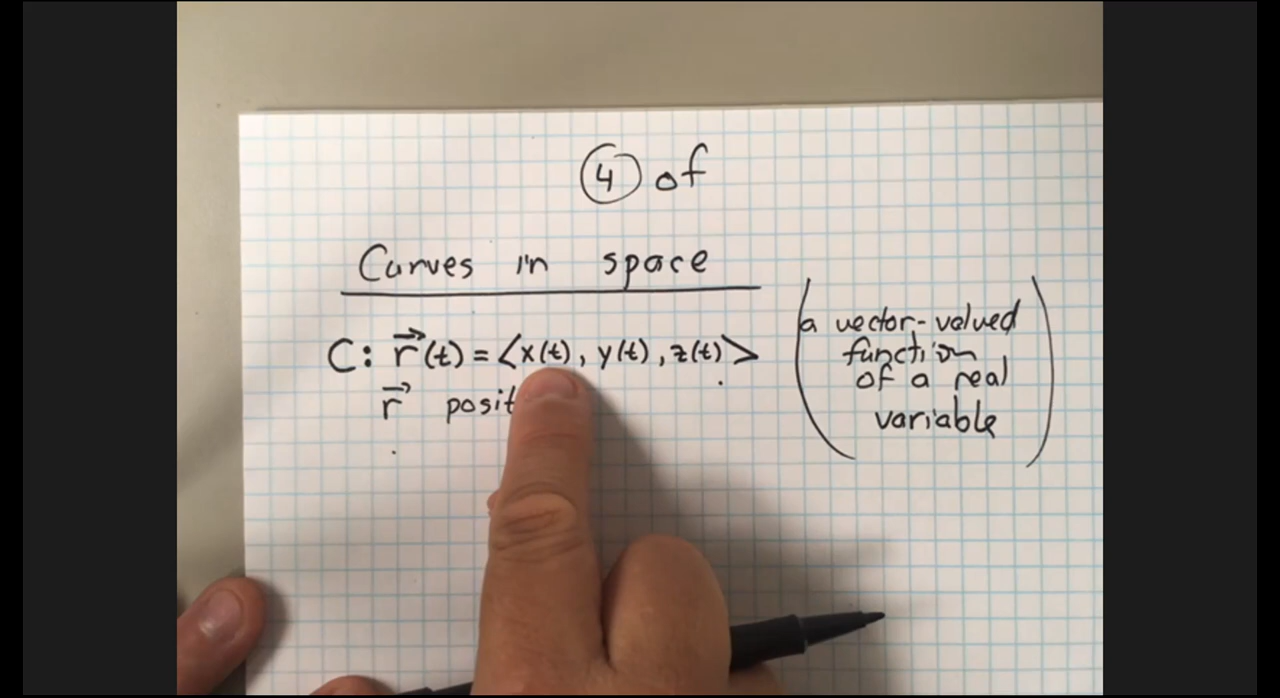 ④ of
Curves in space
C: r⃗(t) = <x(t), y(t), z(t)>
(a vector-valued
function
of a real
variable)
r⃗ posit